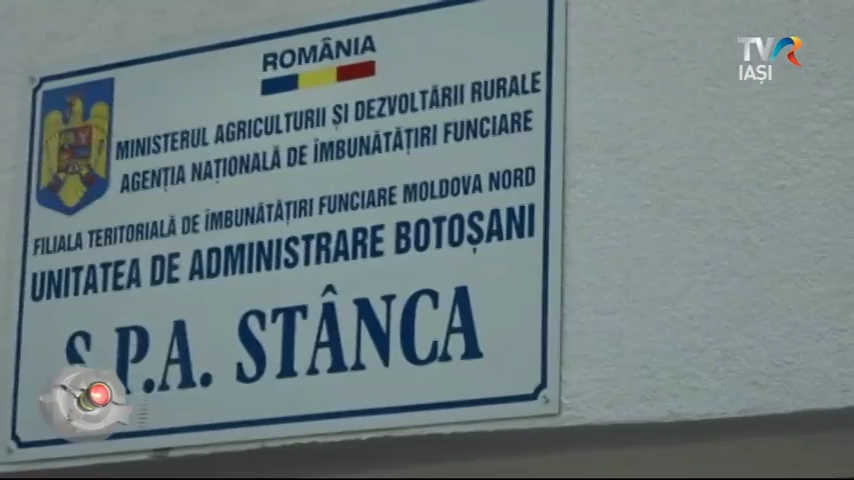 ROMÂNIA
MINISTERUL AGRICULTURII ȘI DEZVOLTĂRII RURALE
AGENȚIA NAȚIONALĂ DE ÎMBUNĂTĂȚIRI FUNCIARE
FILIALA TERITORIALĂ DE ÎMBUNĂTĂȚIRI FUNCIARE MOLDOVA NORD
UNITATEA DE ADMINISTRARE BOTOȘANI
S.P.A. STÂNCA
TVR
IAȘI